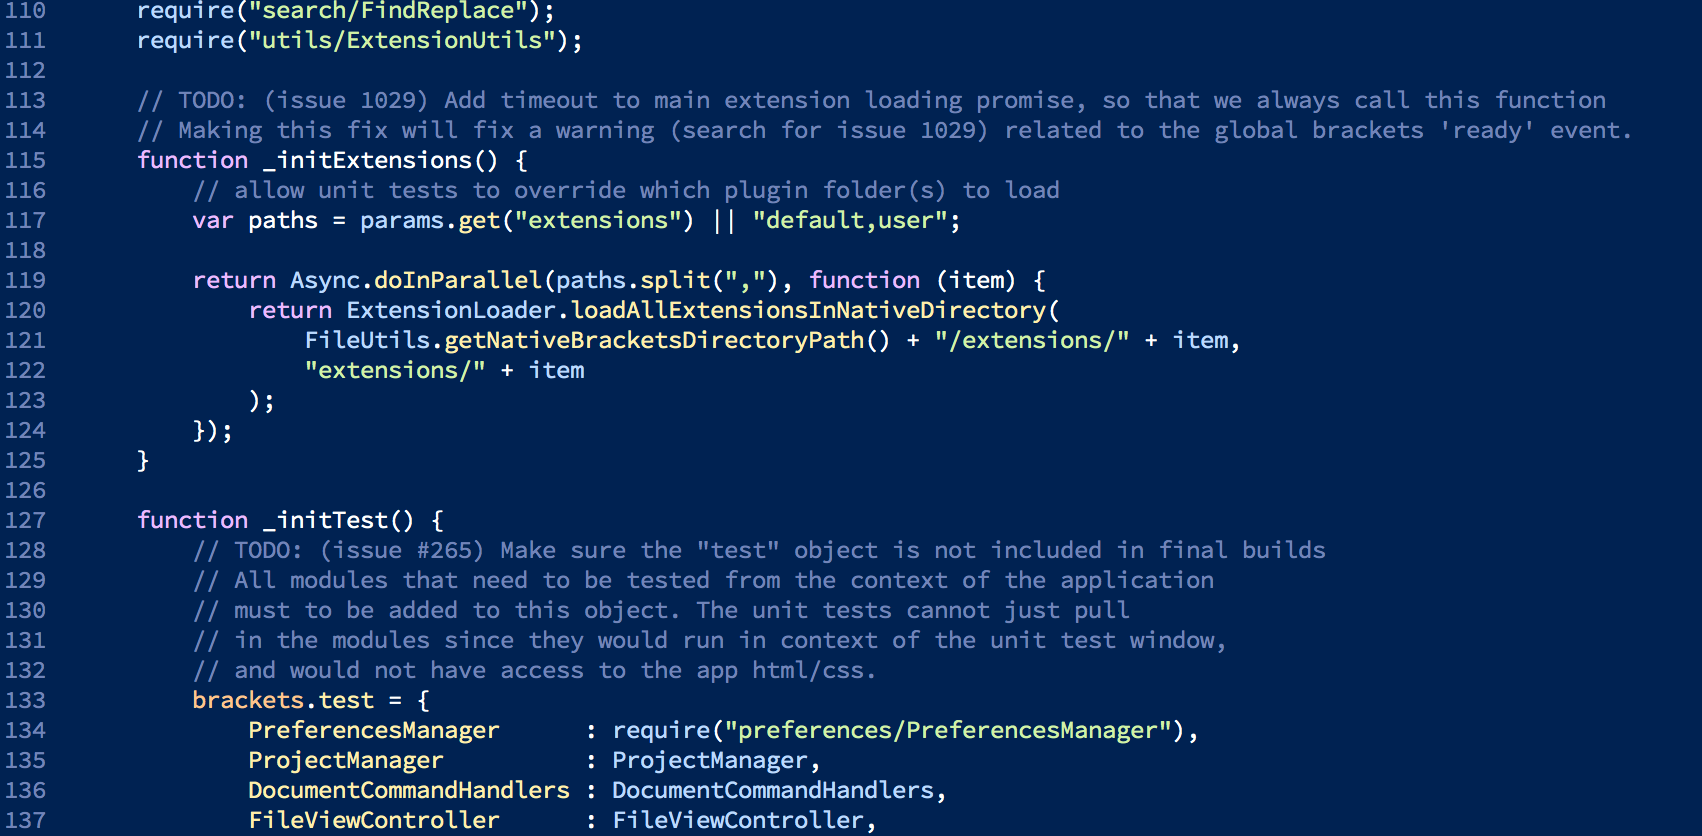 110 require("search/FindReplace");
111 require("utils/ExtensionUtils");
112
113 // TODO: (issue 1029) Add timeout to main extension loading promise, so that we always call this function
114 // Making this fix will fix a warning (search for issue 1029) related to the global brackets 'ready' event.
115 function _initExtensions() {
116 // allow unit tests to override which plugin folder(s) to load
117 var paths = params.get("extensions") || "default,user";
118
119 return Async.doInParallel(paths.split(","), function (item) {
120 return ExtensionLoader.loadAllExtensionsInNativeDirectory(
121 FileUtils.getNativeBracketsDirectoryPath() + "/extensions/" + item,
122 "extensions/" + item
123 );
124 });
125 }
126
127 function _initTest() {
128 // TODO: (issue #265) Make sure the "test" object is not included in final builds
129 // All modules that need to be tested from the context of the application
130 // must to be added to this object. The unit tests cannot just pull
131 // in the modules since they would run in context of the unit test window,
132 // and would not have access to the app html/css.
133 brackets.test = {
134 PreferencesManager : require("preferences/PreferencesManager"),
135 ProjectManager : ProjectManager,
136 DocumentCommandHandlers : DocumentCommandHandlers,
137 FileViewController : FileViewController,